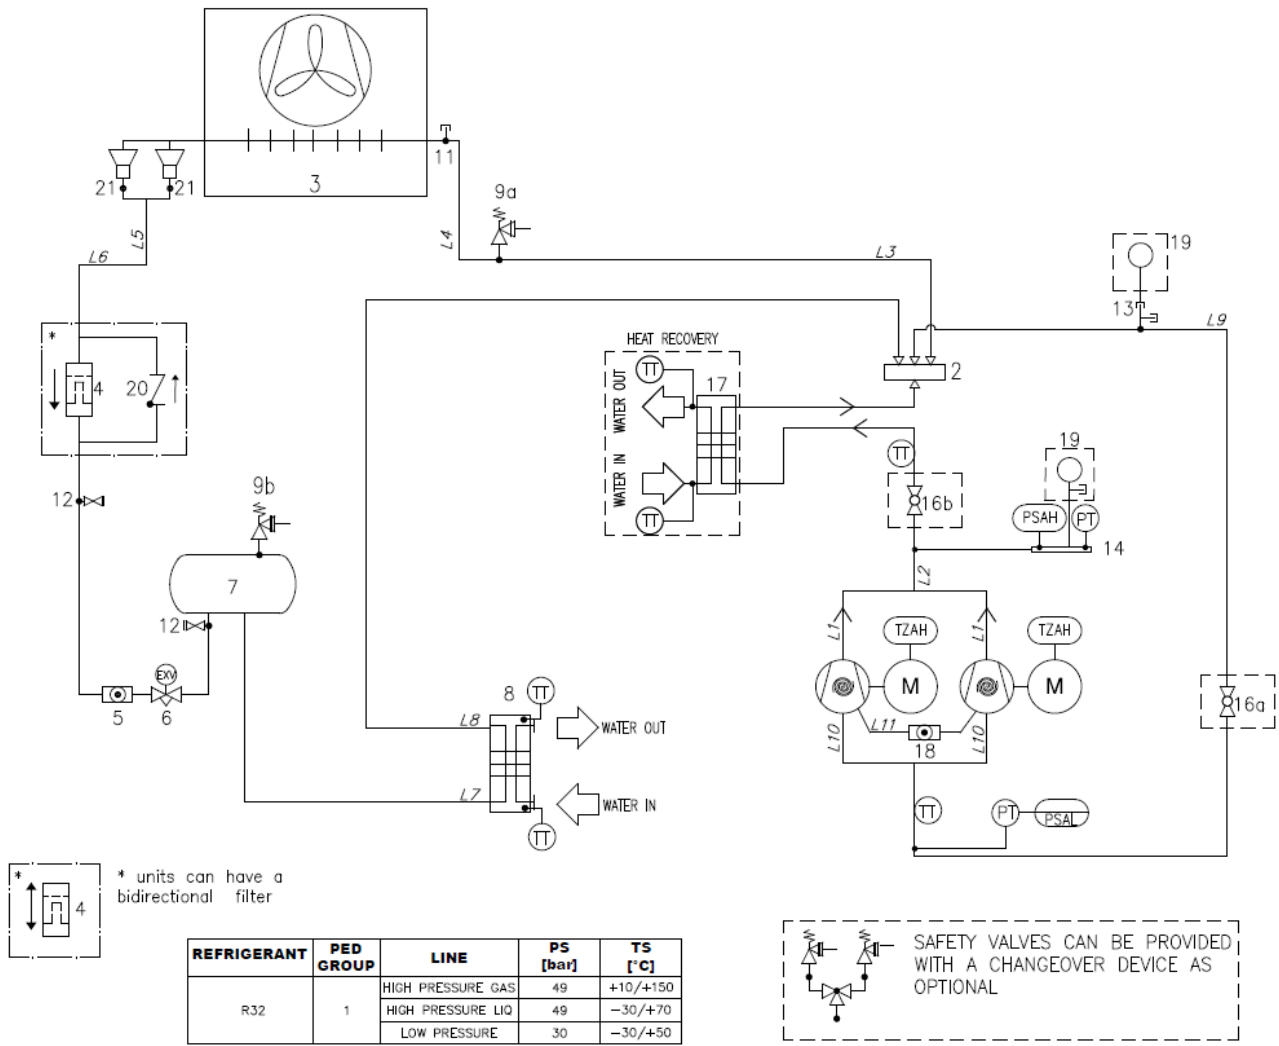 3
11
21
21
L5
L6
L4
9a
L3
19
13
L9
*
4
20
HEAT RECOVERY
TT
WATER OUT
17
2
WATER IN
TT
TT
16b
19
PSAH
PT
14
12
9b
7
12
L2
L1
L1
TZAH
TZAH
M
M
EXV
5
6
8
TT
L8
WATER OUT
L7
WATER IN
TT
L11
L10
18
L10
16a
TT
PT
PSAL
*
4
* units can have a
bidirectional filter
REFRIGERANT PED GROUP LINE PS [bar] TS [°C]
R32 1 HIGH PRESSURE GAS 49 +10/+150
HIGH PRESSURE LIQ 49 -30/+70
LOW PRESSURE 30 -30/+50
SAFETY VALVES CAN BE PROVIDED
WITH A CHANGEOVER DEVICE AS
OPTIONAL